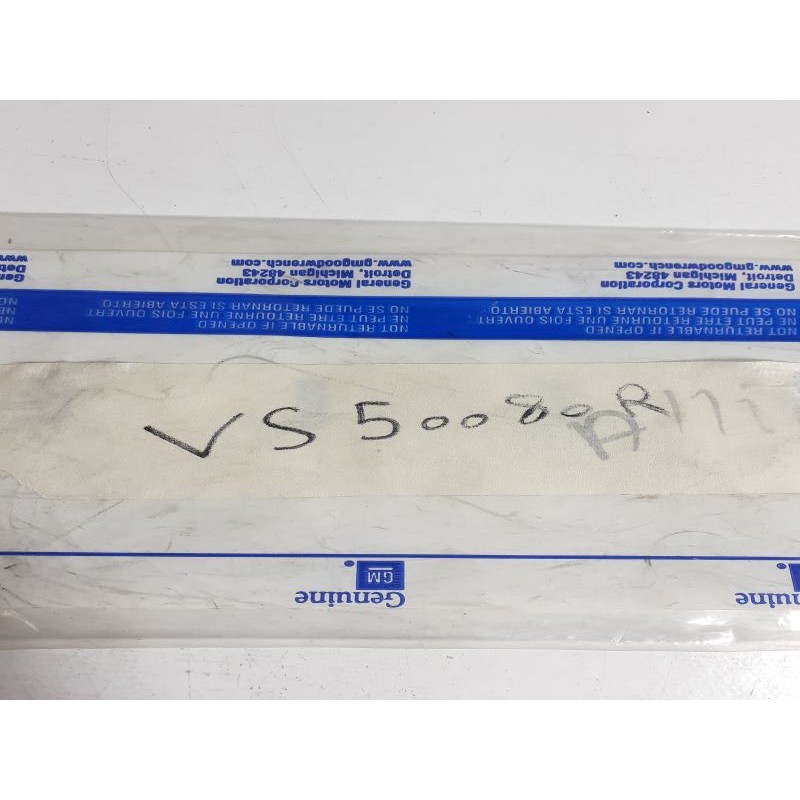 VS 50080R
Genuine GM
NOT RETURNABLE IF OPENED
NE PEUT ETRE RETOURNE UNE FOIS OUVERT
NO SE PUEDE RETORNAR SI ESTA ABIERTO
General Motors Corporation
Detroit, Michigan 48243
www.gmgoodwrench.com
Genuine
NOT RETURNABLE IF OPENED
NE PEUT ETRE RETOURNE UNE FOIS OUVERT
NO SE PUEDE RETORNAR SI ESTA ABIERTO
General Motors Corporation
Detroit, Michigan 48243
www.gmgoodwrench.com